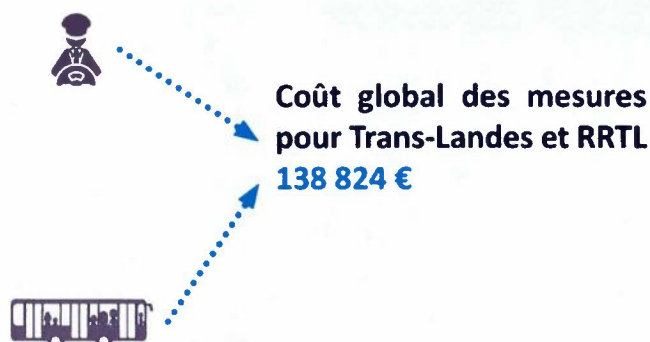 Coût global des mesures
pour Trans-Landes et RRTL
138 824 €